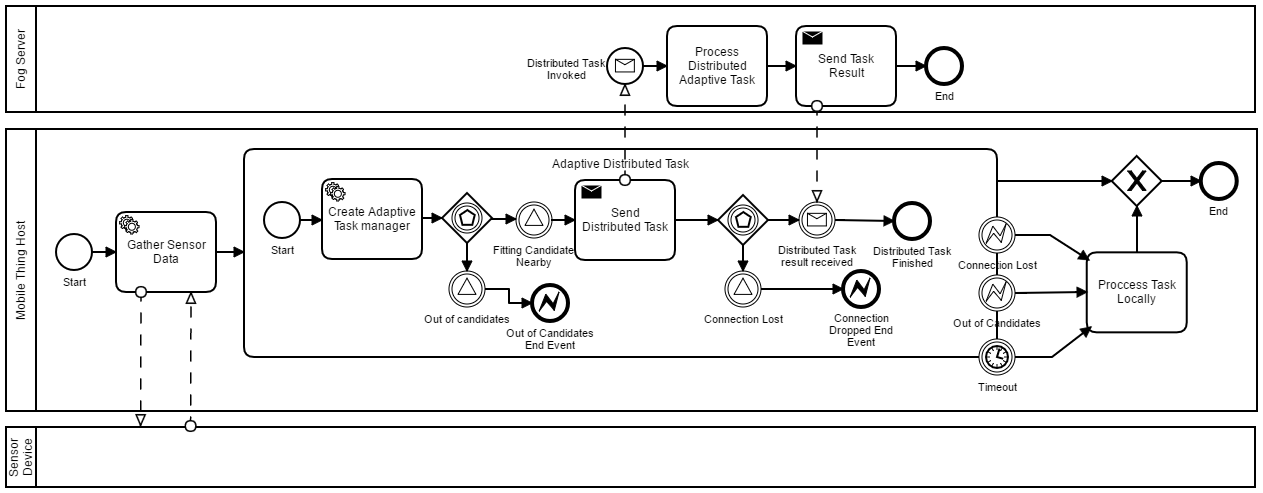 Fog Server
Distributed Task
Invoked
Process
Distributed
Adaptive Task
Send Task
Result
End
Mobile Thing Host
Start
Gather Sensor
Data
Adaptive Distributed Task
Start
Create Adaptive
Task manager
Fitting Candidate
Nearby
Out of candidates
Out of Candidates
End Event
Send
Distributed Task
Distributed Task
result received
Distributed Task
Finished
Connection Lost
Connection
Dropped End
Event
Connection Lost
Out of Candidates
Timeout
Proccess Task
Locally
End
Sensor
Device